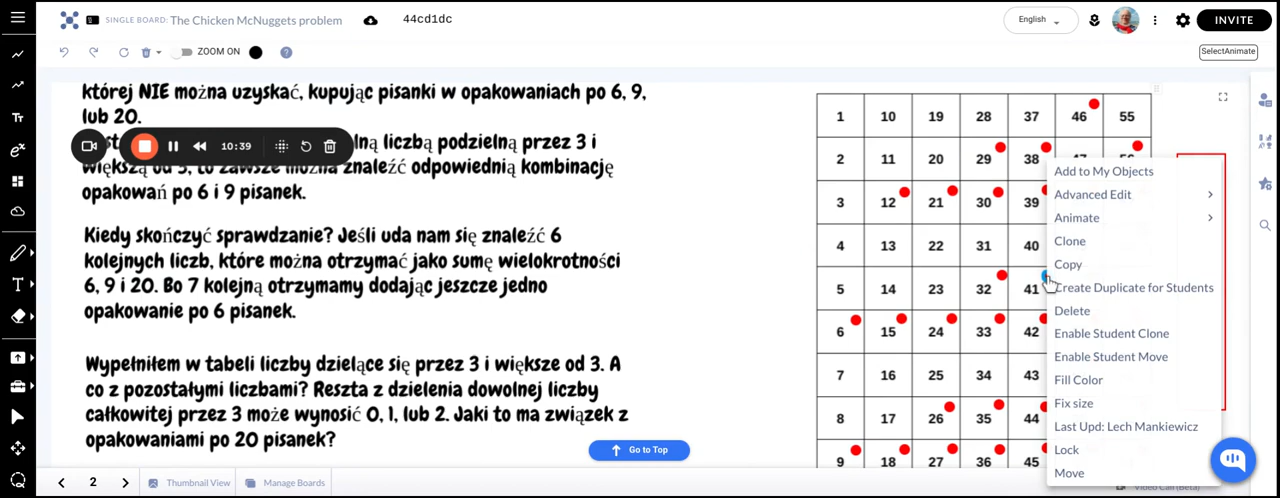 SINGLE BOARD: The Chicken McNuggets problem
44cd1dc
English
INVITE
ZOOM ON
SelectAnimate
której NIE można uzyskać, kupując pisanki w opakowaniach po 6, 9,
lub 20.
lną liczbą podzielną przez 3 i
większą od 3, to zawsze można znaleźć odpowiednią kombinację
opakowań po 6 i 9 pisanek.
10:39
Kiedy skończyć sprawdzanie? Jeśli uda nam się znaleźć 6
kolejnych liczb, które można otrzymać jako sumę wielokrotności
6, 9 i 20. Bo 7 kolejną otrzymamy dodając jeszcze jedno
opakowanie po 6 pisanek.
Wypełniłem w tabeli liczby dzielące się przez 3 i większe od 3. A
co z pozostałymi liczbami? Reszta z dzielenia dowolnej liczby
całkowitej przez 3 może wynosić 0, 1, lub 2. Jaki to ma związek z
opakowaniami po 20 pisanek?
1 10 19 28 37 46 55
2 11 20 29 38
3 12 21 30 39
4 13 22 31 40
5 14 23 32 41
6 15 24 33 42
7 16 25 34 43
8 17 26 35 44
9 18 27 36 45
Add to My Objects
Advanced Edit
Animate
Clone
Copy
Create Duplicate for Students
Delete
Enable Student Clone
Enable Student Move
Fill Color
Fix size
Last Upd: Lech Mankiewicz
Lock
Move
Go to Top
2
Thumbnail View
Manage Boards
Video Call (Beta)